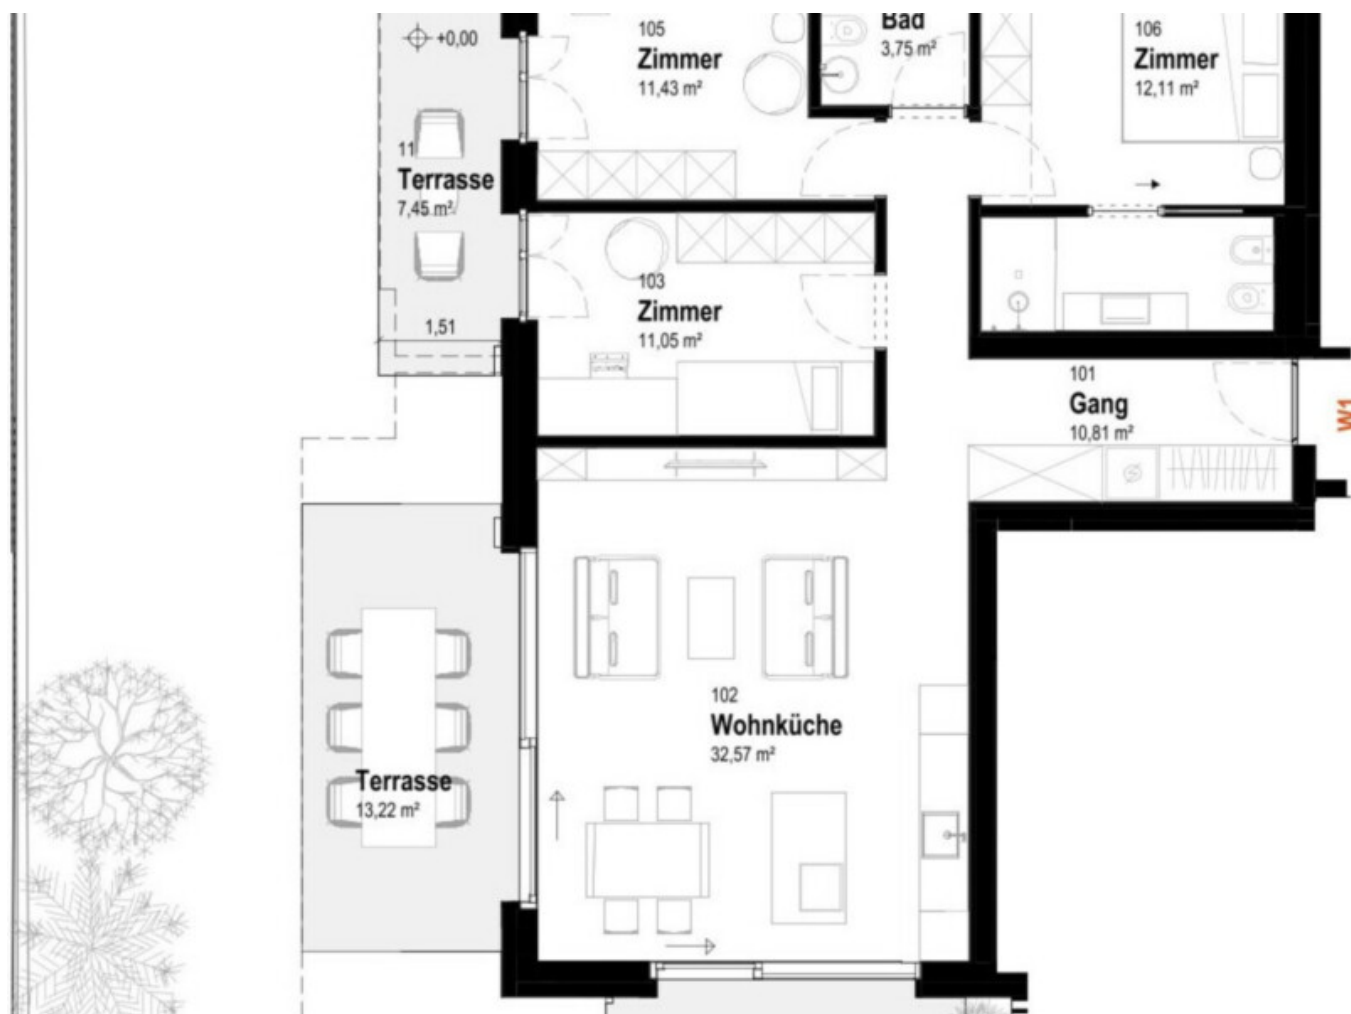 +0,00
105
Zimmer
11,43 m²
Bad
3,75 m²
106
Zimmer
12,11 m²
11
Terrasse
7,45 m²
103
Zimmer
11,05 m²
1,51
101
Gang
10,81 m²
W1
102
Wohnküche
32,57 m²
Terrasse
13,22 m²